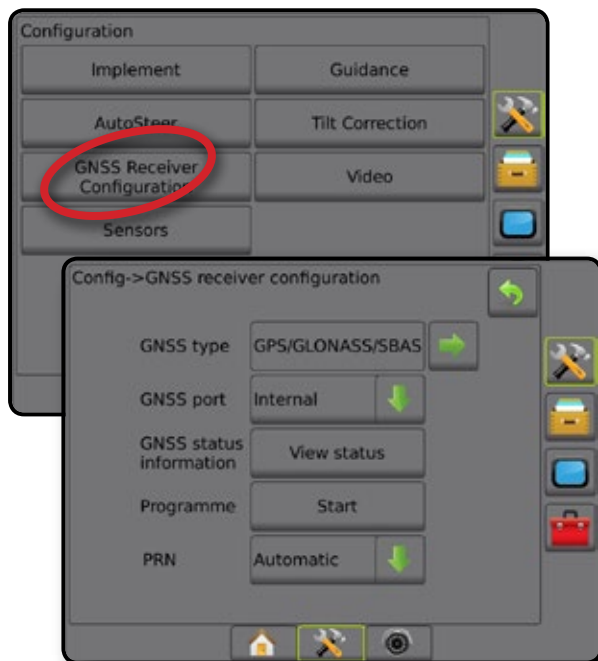 Configuration
Implement
Guidance
AutoSteer
Tilt Correction
GNSS Receiver
Configuration
Video
Sensors
Config->GNSS receiver configuration
GNSS type
GPS/GLONASS/SBAS
GNSS port
Internal
GNSS status
information
View status
Programme
Start
PRN
Automatic